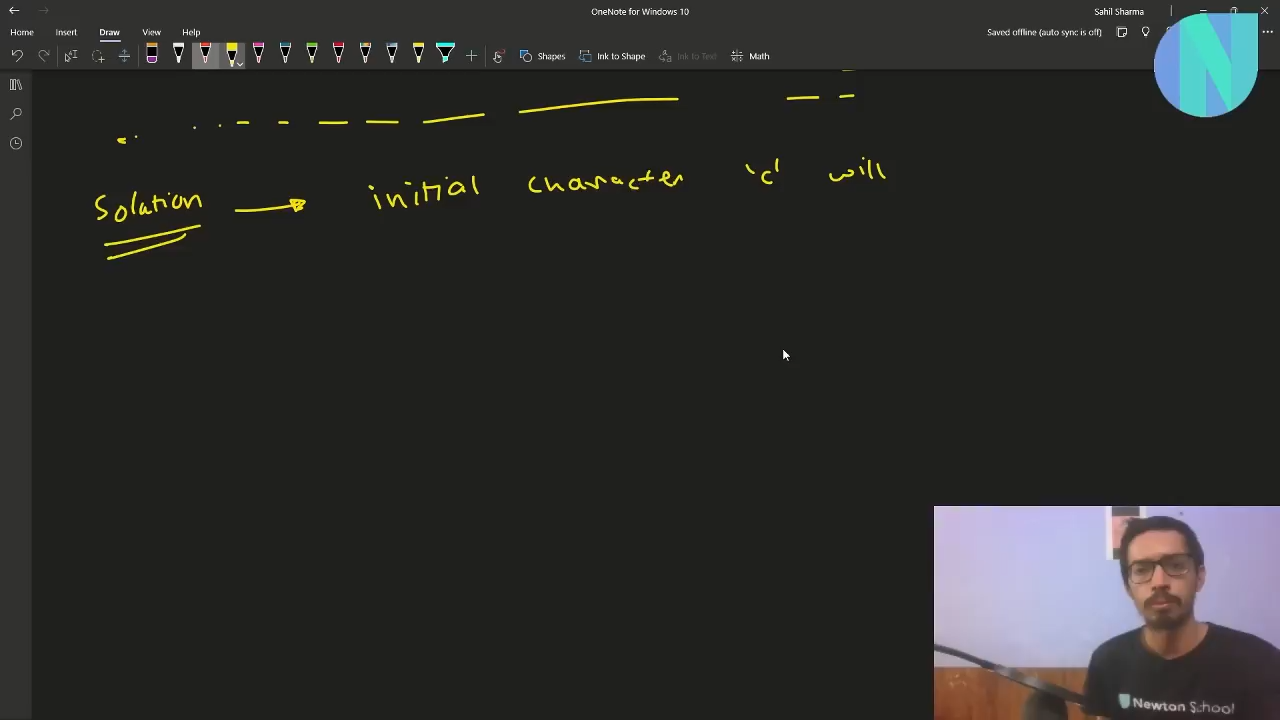 OneNote for Windows 10
Sahil Sharma
Home Insert Draw View Help
Saved offline (auto sync is off)
Shapes Ink to Shape Ink to Text Math
Solution initial character 'c' will
Newton School